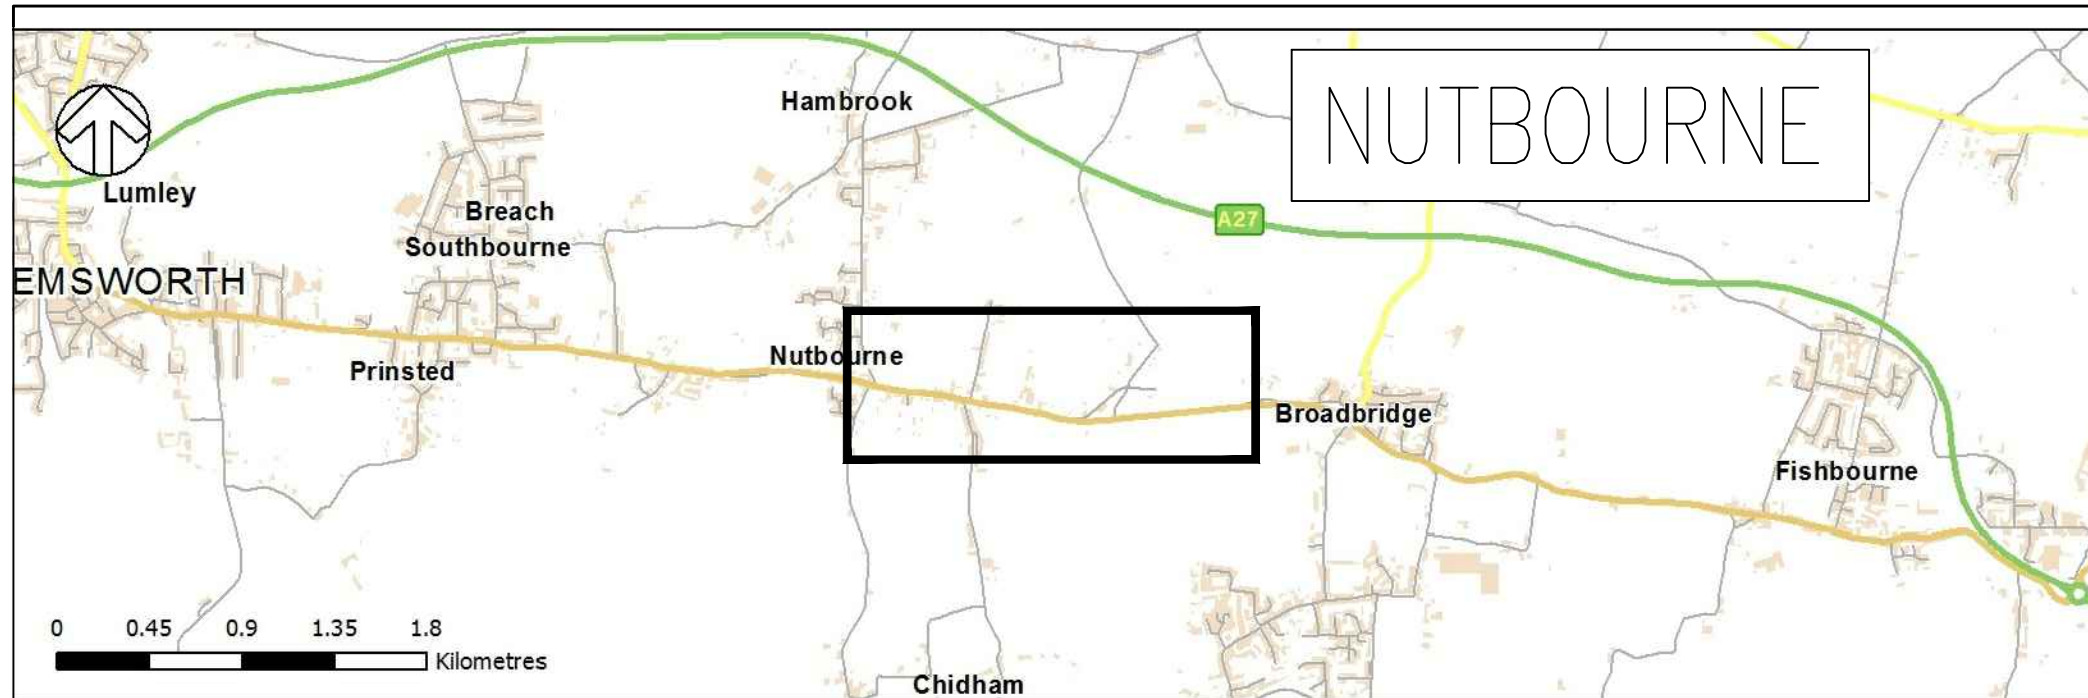 NUTBOURNE
Hambrook
Lumley
Breach
Southbourne
A27
EMSWORTH
Prinsted
Nutbourne
Broadbridge
Fishbourne
Chidham
0 0.45 0.9 1.35 1.8
Kilometres